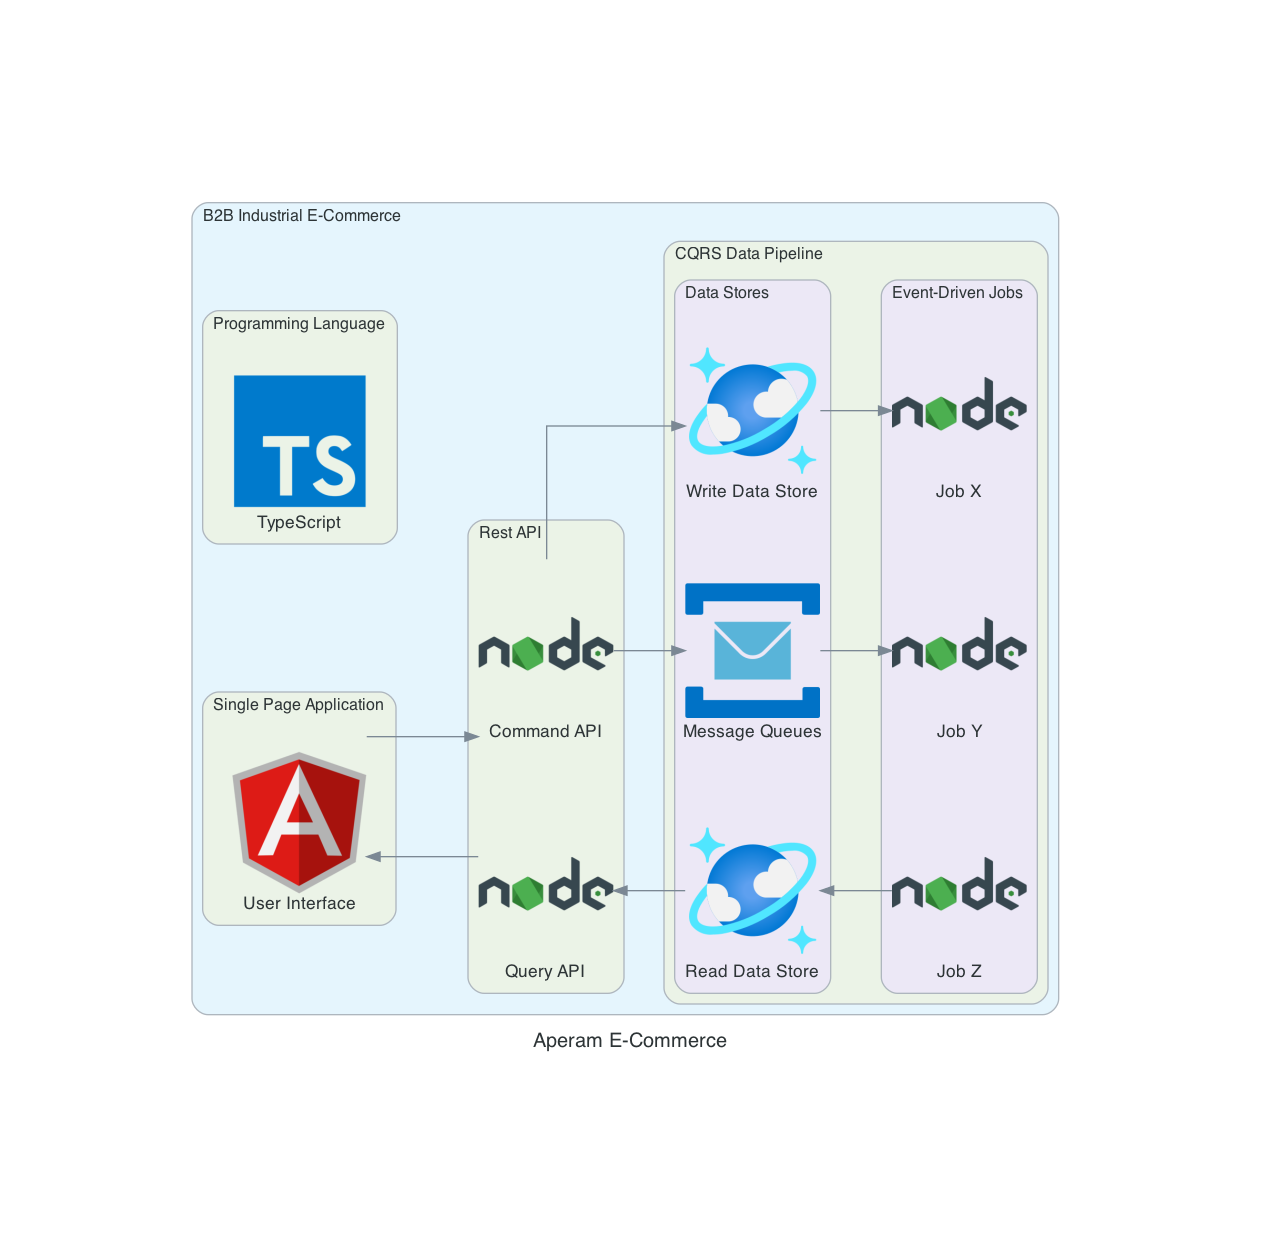 B2B Industrial E-Commerce
CQRS Data Pipeline
Data Stores
Event-Driven Jobs
Programming Language
TS
TypeScript
Write Data Store
node
Job X
Rest API
node
Command API
Message Queues
node
Job Y
Single Page Application
A
User Interface
node
Query API
Read Data Store
node
Job Z
Aperam E-Commerce